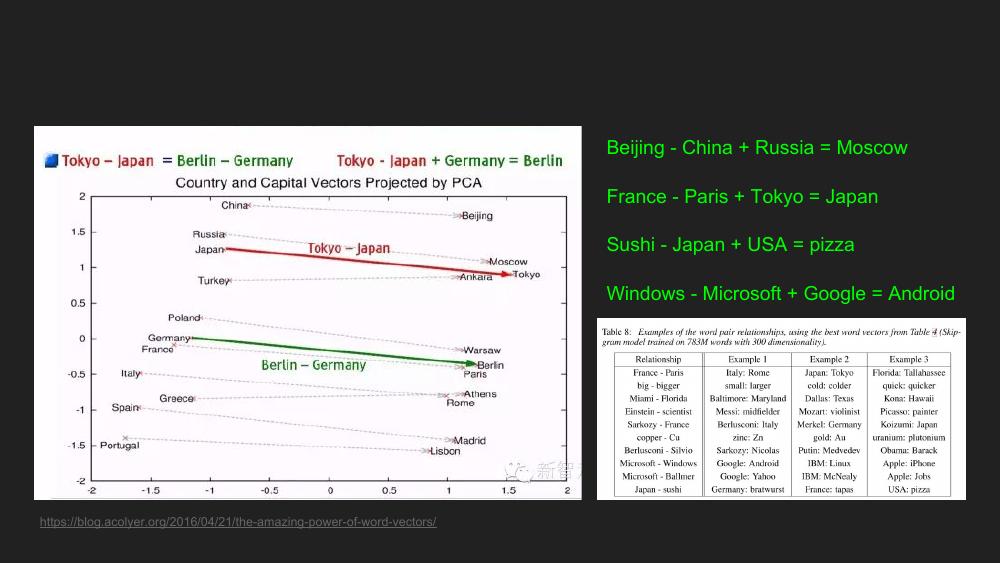 Tokyo – Japan = Berlin – Germany
Tokyo - Japan + Germany = Berlin
Country and Capital Vectors Projected by PCA
2
1.5
1
0.5
0
-0.5
-1
-1.5
-2
China
Beijing
Russia
Japan
Tokyo – Japan
Moscow
Tokyo
Turkey
Ankara
Poland
Germany
France
Warsaw
Berlin
Berlin – Germany
Paris
Italy
Greece
Athens
Rome
Spain
Madrid
Portugal
Lisbon
-2 -1.5 -1 -0.5 0 0.5 1 1.5 2
新智
Beijing - China + Russia = Moscow
France - Paris + Tokyo = Japan
Sushi - Japan + USA = pizza
Windows - Microsoft + Google = Android
Table 8: Examples of the word pair relationships, using the best word vectors from Table 4 (Skip-
gram model trained on 783M words with 300 dimensionality).
Relationship Example 1 Example 2 Example 3
France - Paris Italy: Rome Japan: Tokyo Florida: Tallahassee
big - bigger small: larger cold: colder quick: quicker
Miami - Florida Baltimore: Maryland Dallas: Texas Kona: Hawaii
Einstein - scientist Messi: midfielder Mozart: violinist Picasso: painter
Sarkozy - France Berlusconi: Italy Merkel: Germany Koizumi: Japan
copper - Cu zinc: Zn gold: Au uranium: plutonium
Berlusconi - Silvio Sarkozy: Nicolas Putin: Medvedev Obama: Barack
Microsoft - Windows Google: Android IBM: Linux Apple: iPhone
Microsoft - Ballmer Google: Yahoo IBM: McNealy Apple: Jobs
Japan - sushi Germany: bratwurst France: tapas USA: pizza
https://blog.acolyer.org/2016/04/21/the-amazing-power-of-word-vectors/